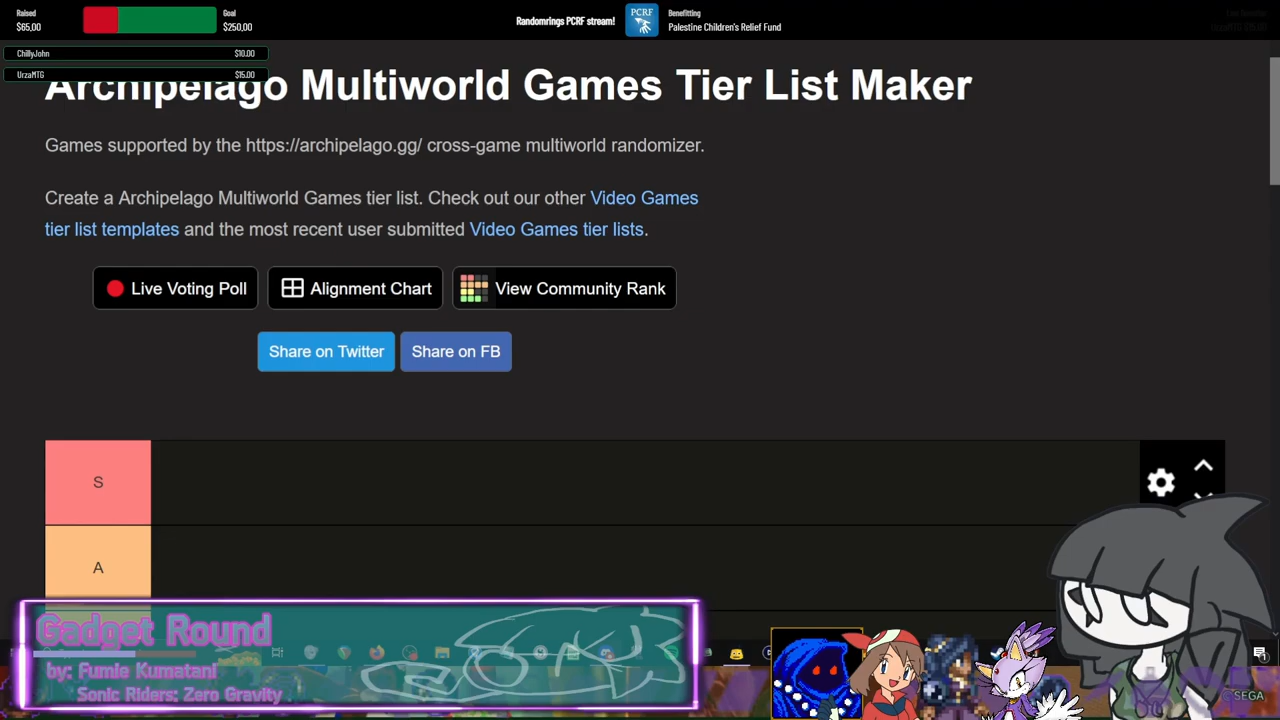 Raised
$65,00
Goal
$250,00
Randomrings PCRF stream!
PCRF
Benefitting
Palestine Children's Relief Fund
ChillyJohn $10.00
UrzaMTG $15.00
Archipelago Multiworld Games Tier List Maker
Games supported by the https://archipelago.gg/ cross-game multiworld randomizer.
Create a Archipelago Multiworld Games tier list. Check out our other Video Games
tier list templates and the most recent user submitted Video Games tier lists.
Live Voting Poll
Alignment Chart
View Community Rank
Share on Twitter
Share on FB
S
A
Gadget Round
by: Fumie Kumatani
Sonic Riders: Zero Gravity
SEGA